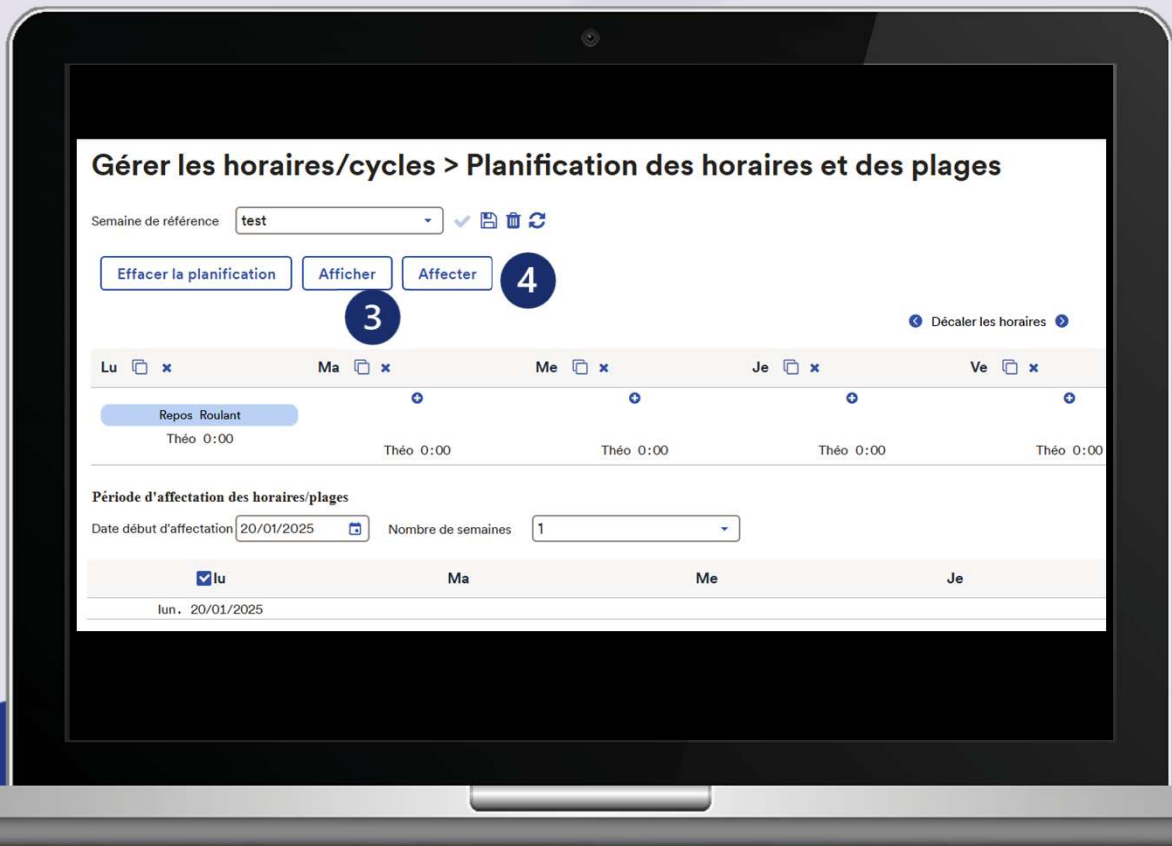 Gérer les horaires/cycles > Planification des horaires et des plages
Semaine de référence test
Effacer la planification Afficher Affecter 4
3
Décaler les horaires
Lu Ma Me Je Ve
Repos Roulant
Théo 0:00 Théo 0:00 Théo 0:00 Théo 0:00 Théo 0:00
Période d'affectation des horaires/plages
Date début d'affectation 20/01/2025 Nombre de semaines 1
lu Ma Me Je
lun. 20/01/2025